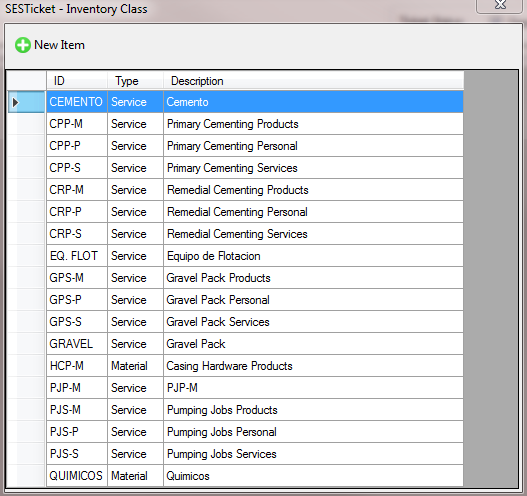 SESTicket - Inventory Class
New Item
ID Type Description
CEMENTO Service Cemento
CPP-M Service Primary Cementing Products
CPP-P Service Primary Cementing Personal
CPP-S Service Primary Cementing Services
CRP-M Service Remedial Cementing Products
CRP-P Service Remedial Cementing Personal
CRP-S Service Remedial Cementing Services
EQ. FLOT Service Equipo de Flotacion
GPS-M Service Gravel Pack Products
GPS-P Service Gravel Pack Personal
GPS-S Service Gravel Pack Services
GRAVEL Service Gravel Pack
HCP-M Material Casing Hardware Products
PJP-M Service PJP-M
PJS-M Service Pumping Jobs Products
PJS-P Service Pumping Jobs Personal
PJS-S Service Pumping Jobs Services
QUIMICOS Material Quimicos